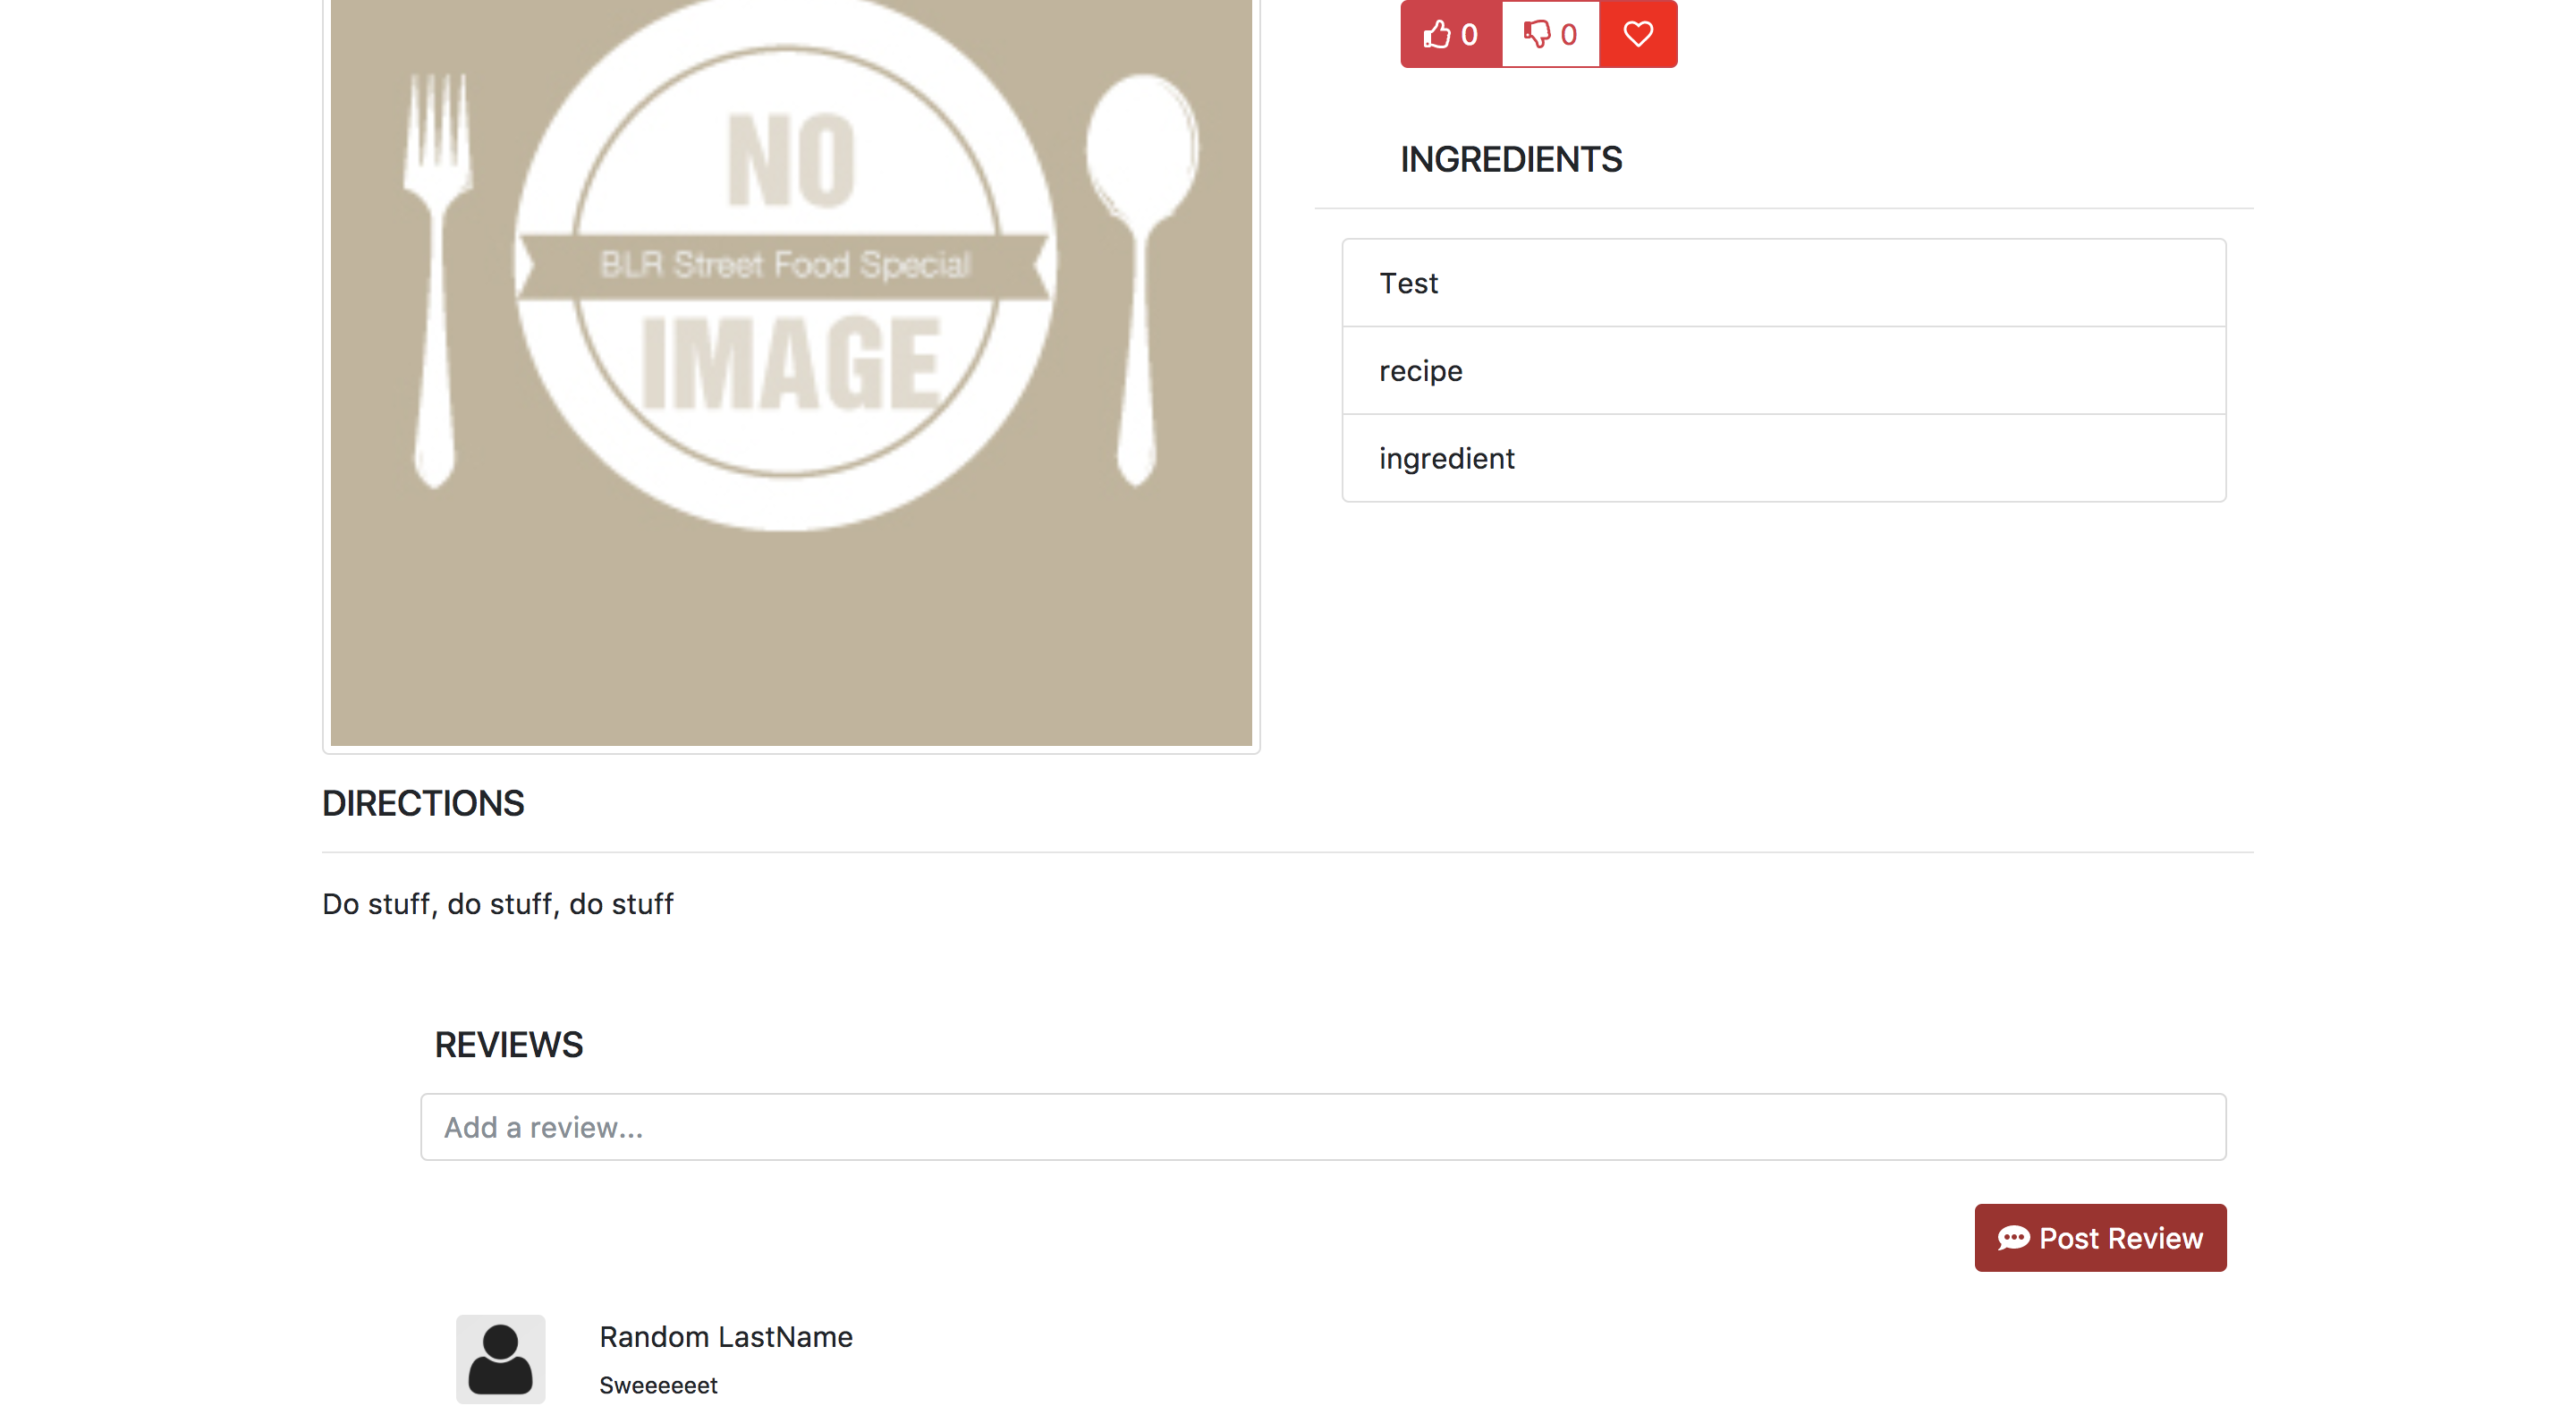 NO
BLR Street Food Special
IMAGE
0 0
INGREDIENTS
Test
recipe
ingredient
DIRECTIONS
Do stuff, do stuff, do stuff
REVIEWS
Add a review...
Post Review
Random LastName
Sweeeeeet